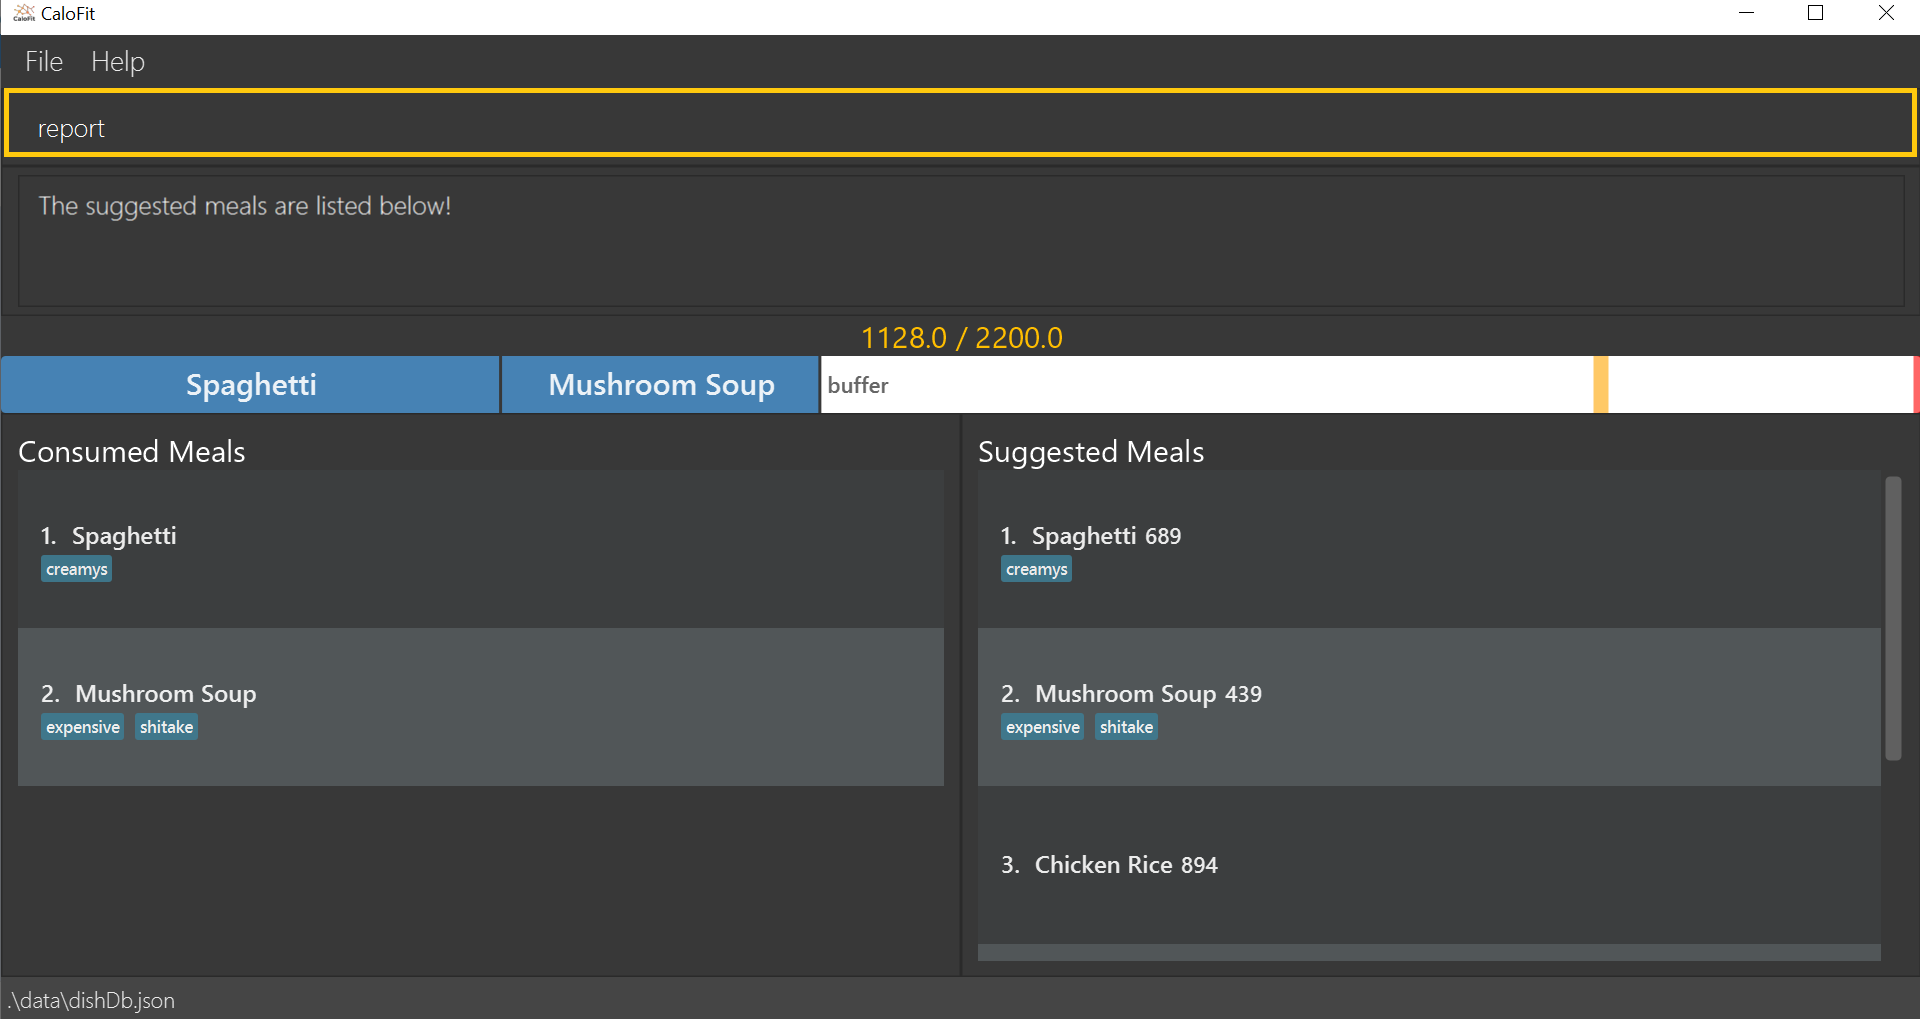 CaloFit
CaloFit
File Help
report
The suggested meals are listed below!
1128.0 / 2200.0
Spaghetti Mushroom Soup buffer
Consumed Meals
1. Spaghetti
creamys
2. Mushroom Soup
expensive shitake
Suggested Meals
1. Spaghetti 689
creamys
2. Mushroom Soup 439
expensive shitake
3. Chicken Rice 894
.\data\dishDb.json